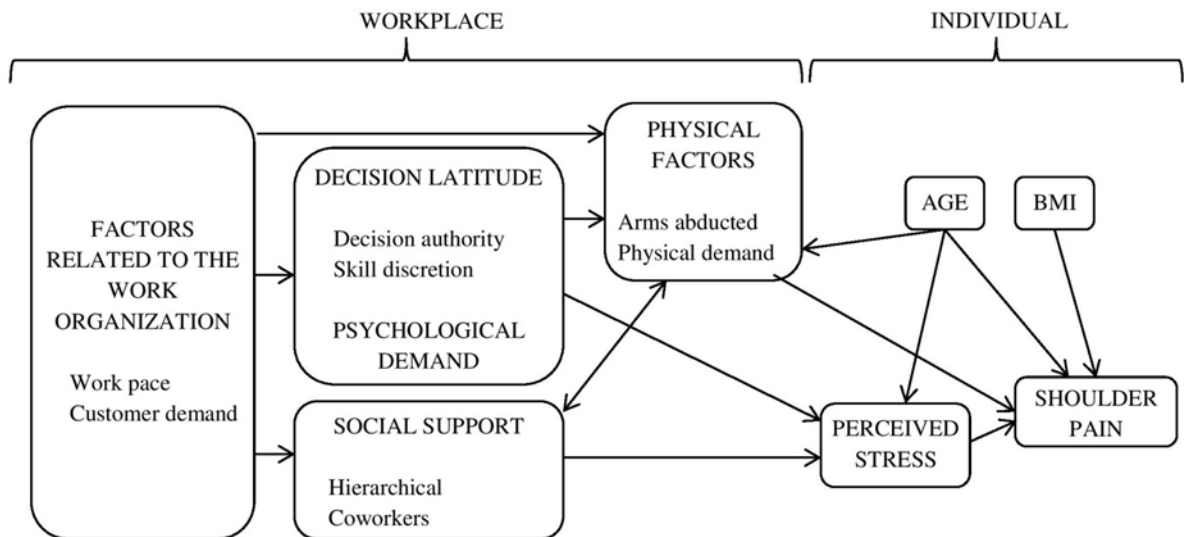 WORKPLACE
INDIVIDUAL
FACTORS
RELATED TO THE
WORK
ORGANIZATION
Work pace
Customer demand
DECISION LATITUDE
Decision authority
Skill discretion
PSYCHOLOGICAL
DEMAND
SOCIAL SUPPORT
Hierarchical
Coworkers
PHYSICAL
FACTORS
Arms abducted
Physical demand
AGE
BMI
PERCEIVED
STRESS
SHOULDER
PAIN